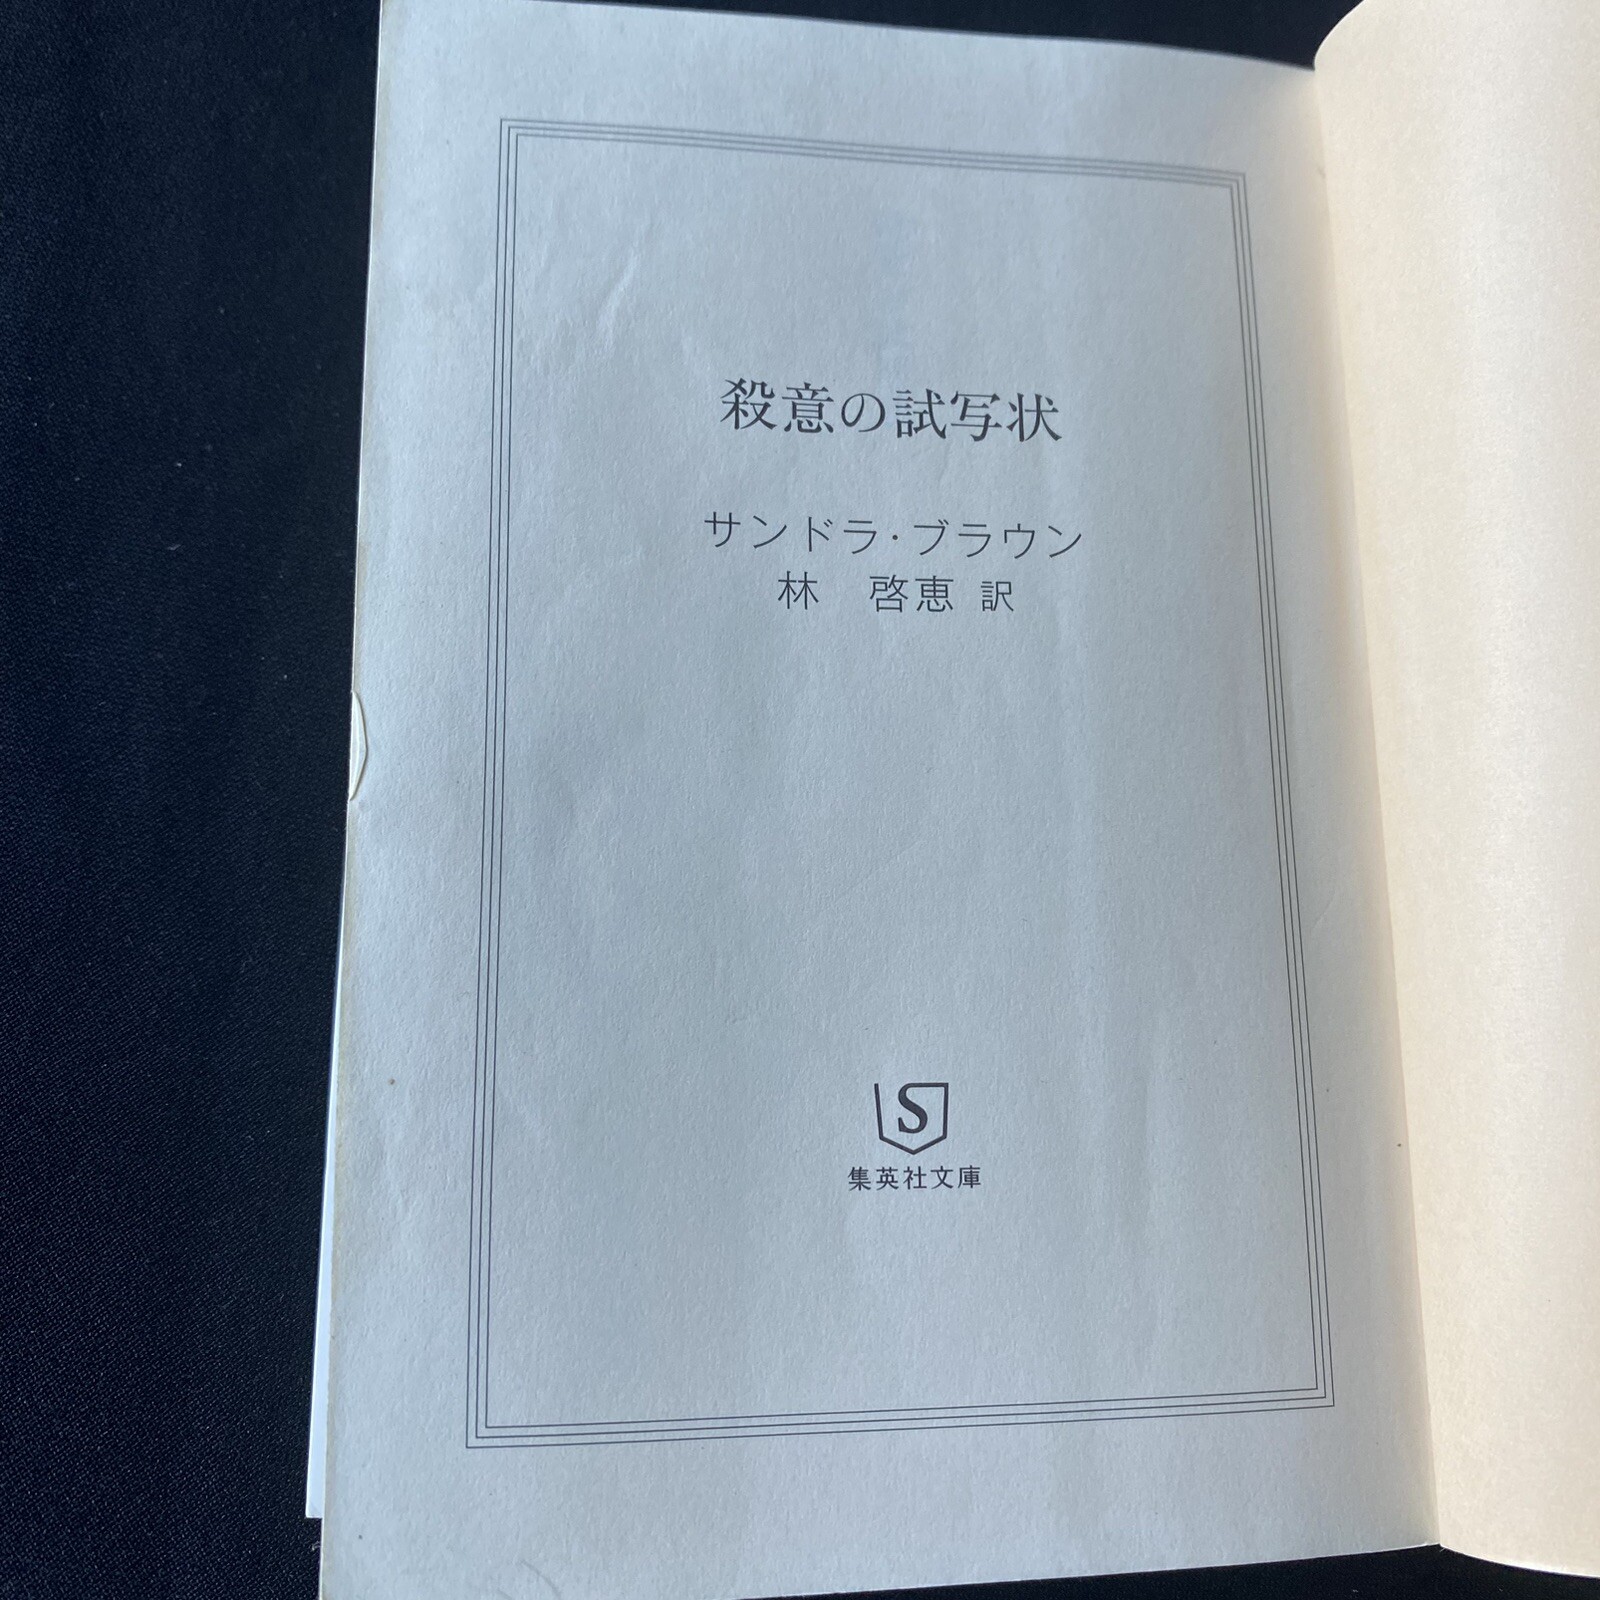 殺意の試写状
サンドラ・ブラウン
林 啓恵 訳
S
集英社文庫